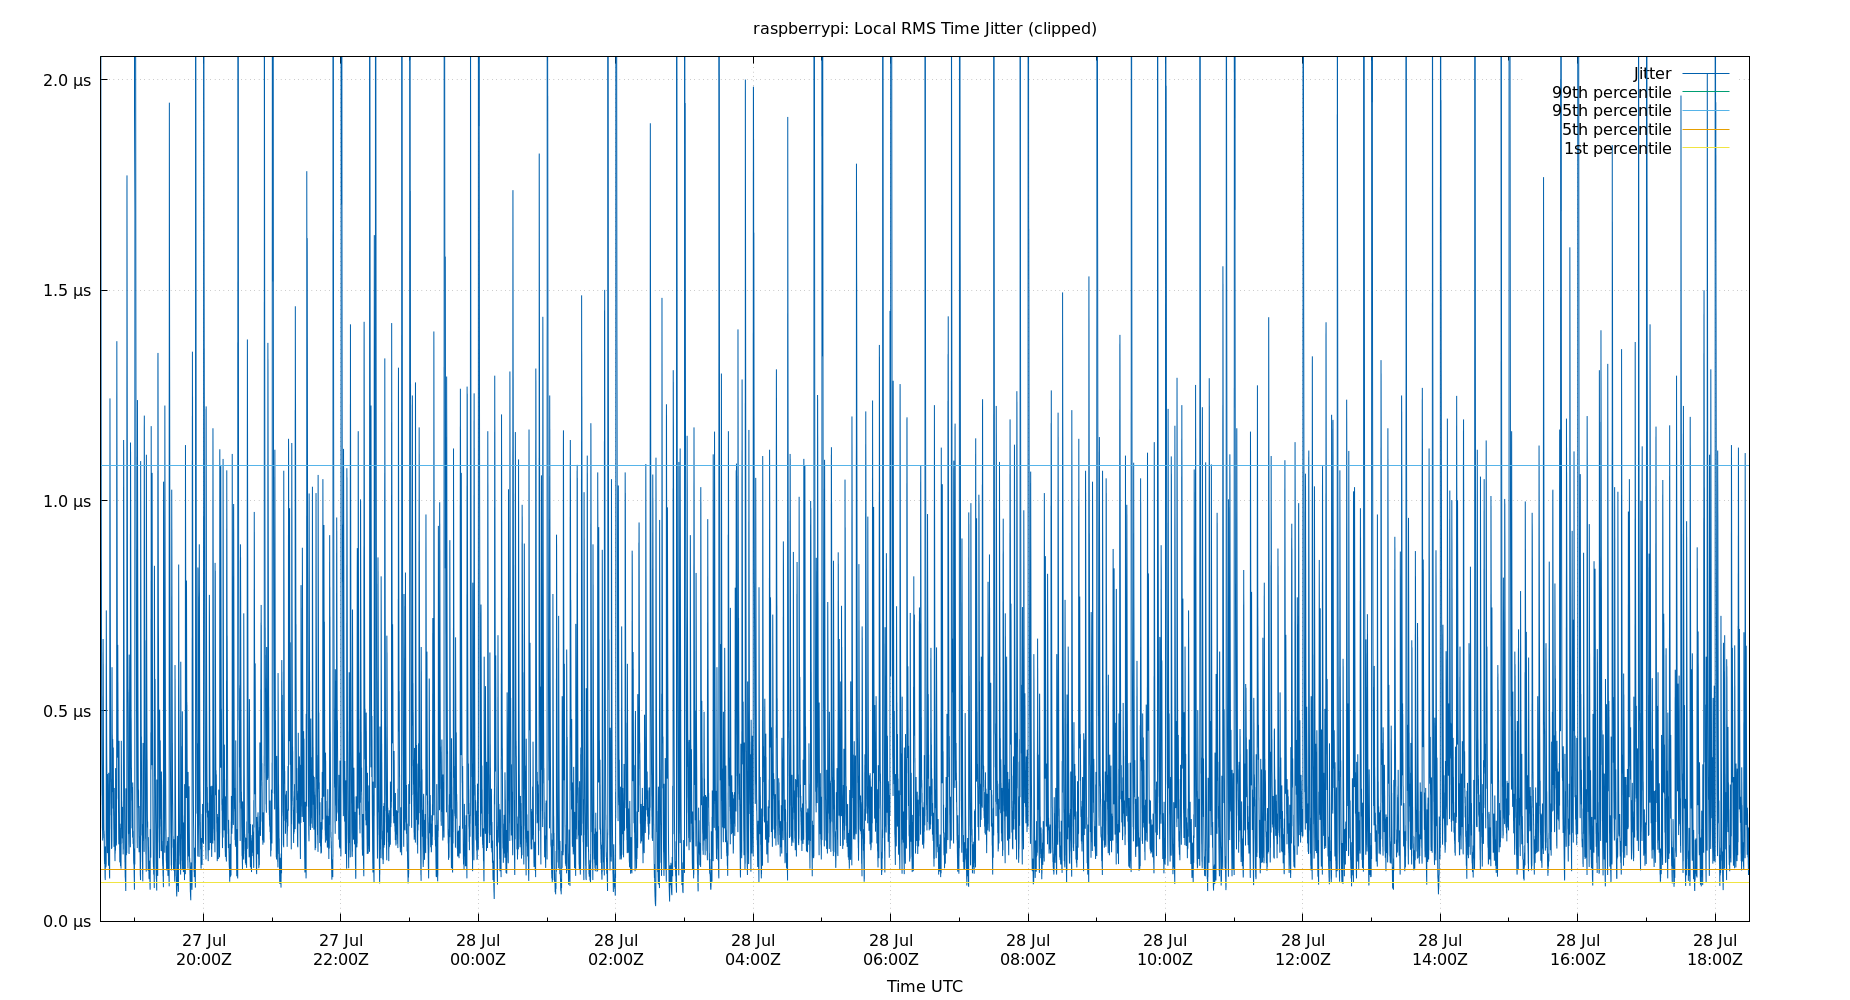 raspberrypi: Local RMS Time Jitter (clipped)
2.0 µs
1.5 µs
1.0 µs
0.5 µs
0.0 µs
Jitter
99th percentile
95th percentile
5th percentile
1st percentile
27 Jul 27 Jul 28 Jul 28 Jul 28 Jul 28 Jul 28 Jul 28 Jul 28 Jul 28 Jul 28 Jul 28 Jul
20:00Z 22:00Z 00:00Z 02:00Z 04:00Z 06:00Z 08:00Z 10:00Z 12:00Z 14:00Z 16:00Z 18:00Z
Time UTC